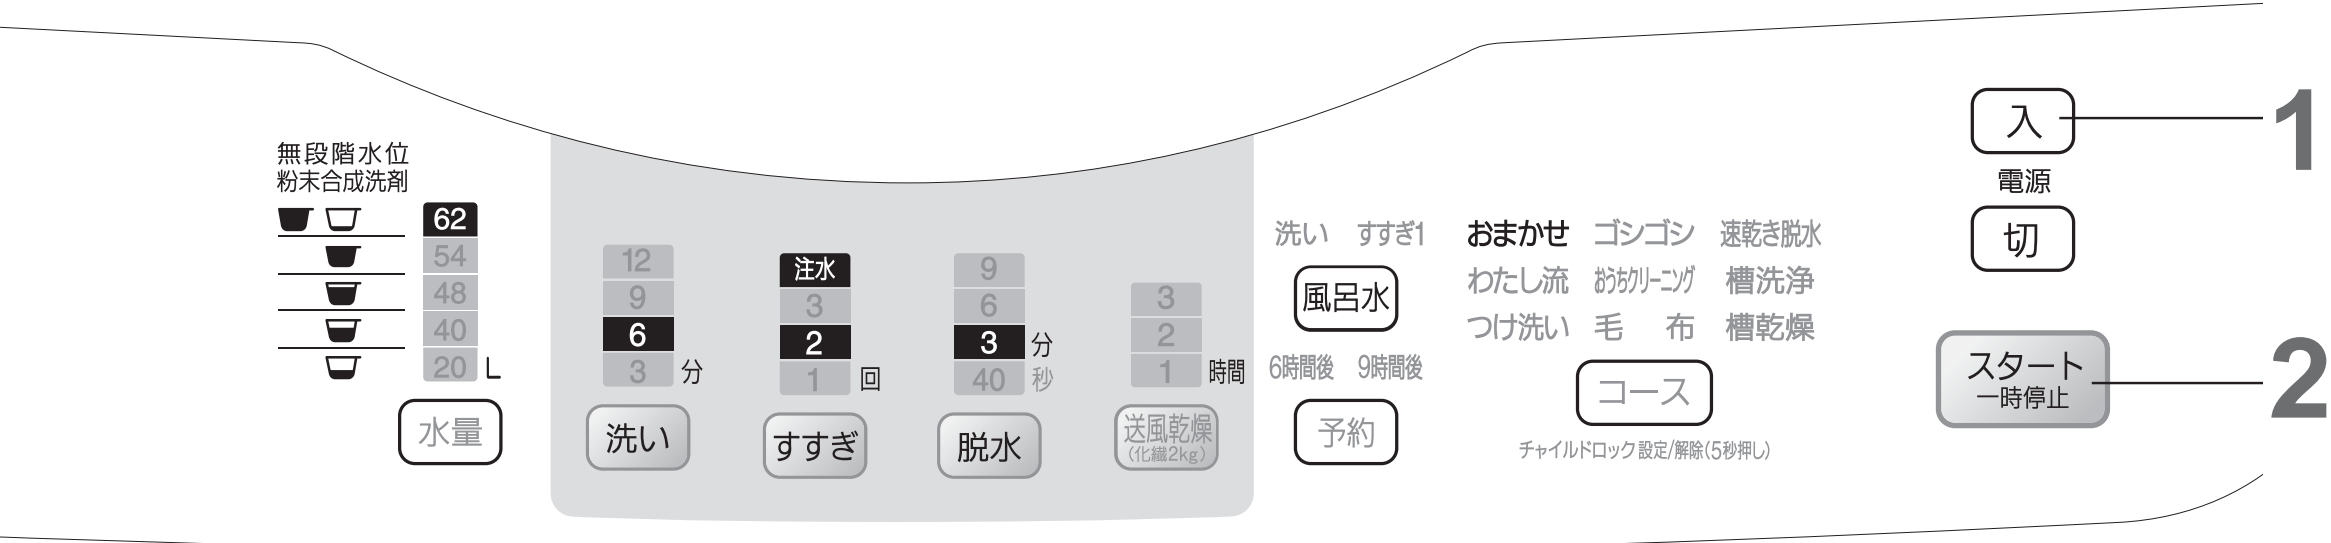 無段階水位
粉末合成洗剤
62
54
48
40
20 L
水量
12
9
6
3 分
洗い
注水
3
2
1 回
すすぎ
9
6
3 分
40 秒
脱水
3
2
1 時間
送風乾燥
(化繊2kg)
洗い すすぎ1
風呂水
6時間後 9時間後
予約
おまかせ ゴシゴシ 速乾き脱水
わたし流 おうちクリーニング 槽洗浄
つけ洗い 毛 布 槽乾燥
コース
チャイルドロック設定/解除(5秒押し)
入
電源
切
スタート
一時停止
1
2